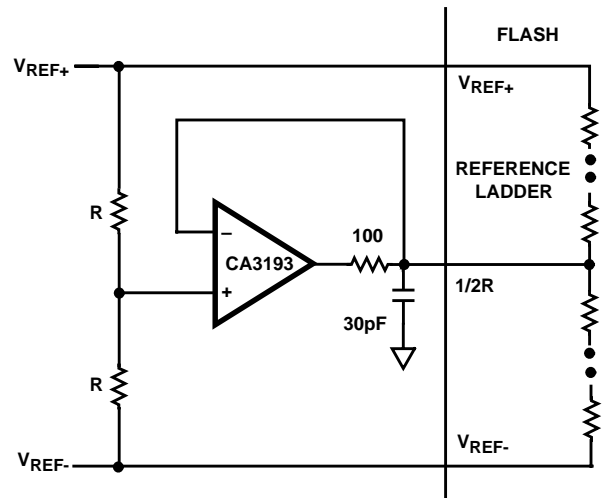 FLASH
VREF+
VREF+
REFERENCE
LADDER
R
–
CA3193
+
100
1/2R
30pF
R
VREF-
VREF-